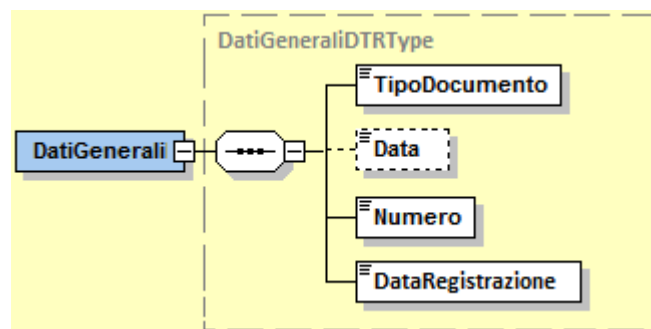 DatiGeneraliDTRType
TipoDocumento
DatiGenerali
Data
Numero
DataRegistrazione